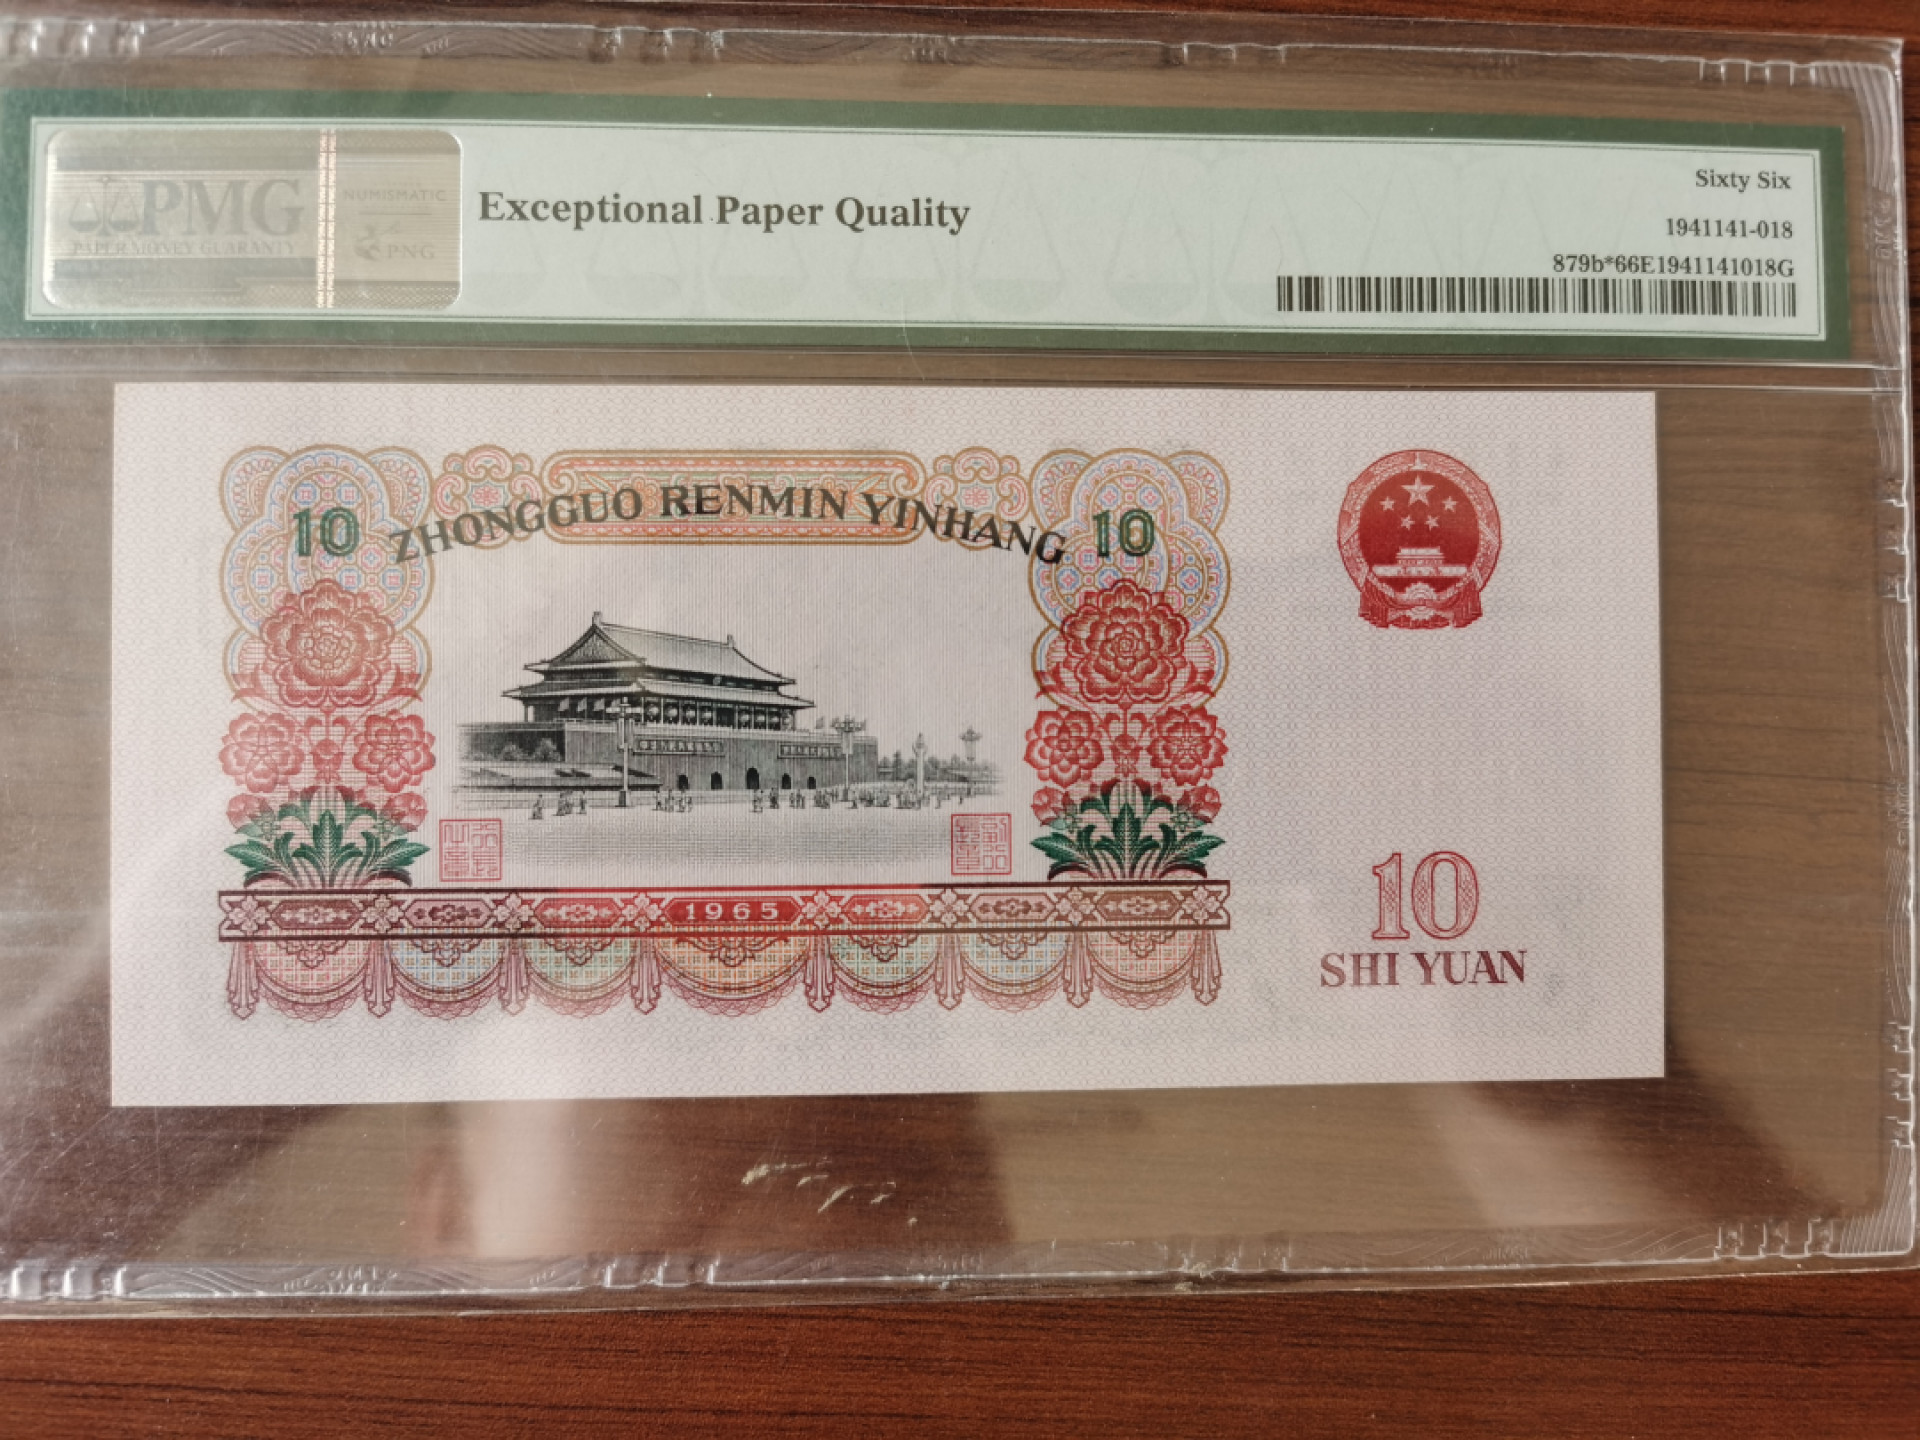 PMG
PAPER MONEY GUARANTY
NUMISMATIC
PNG
Exceptional Paper Quality
Sixty Six
1941141-018
879b*66E1941141018G
10 ZHONGGUO RENMIN YINHANG 10
1965
10
SHI YUAN